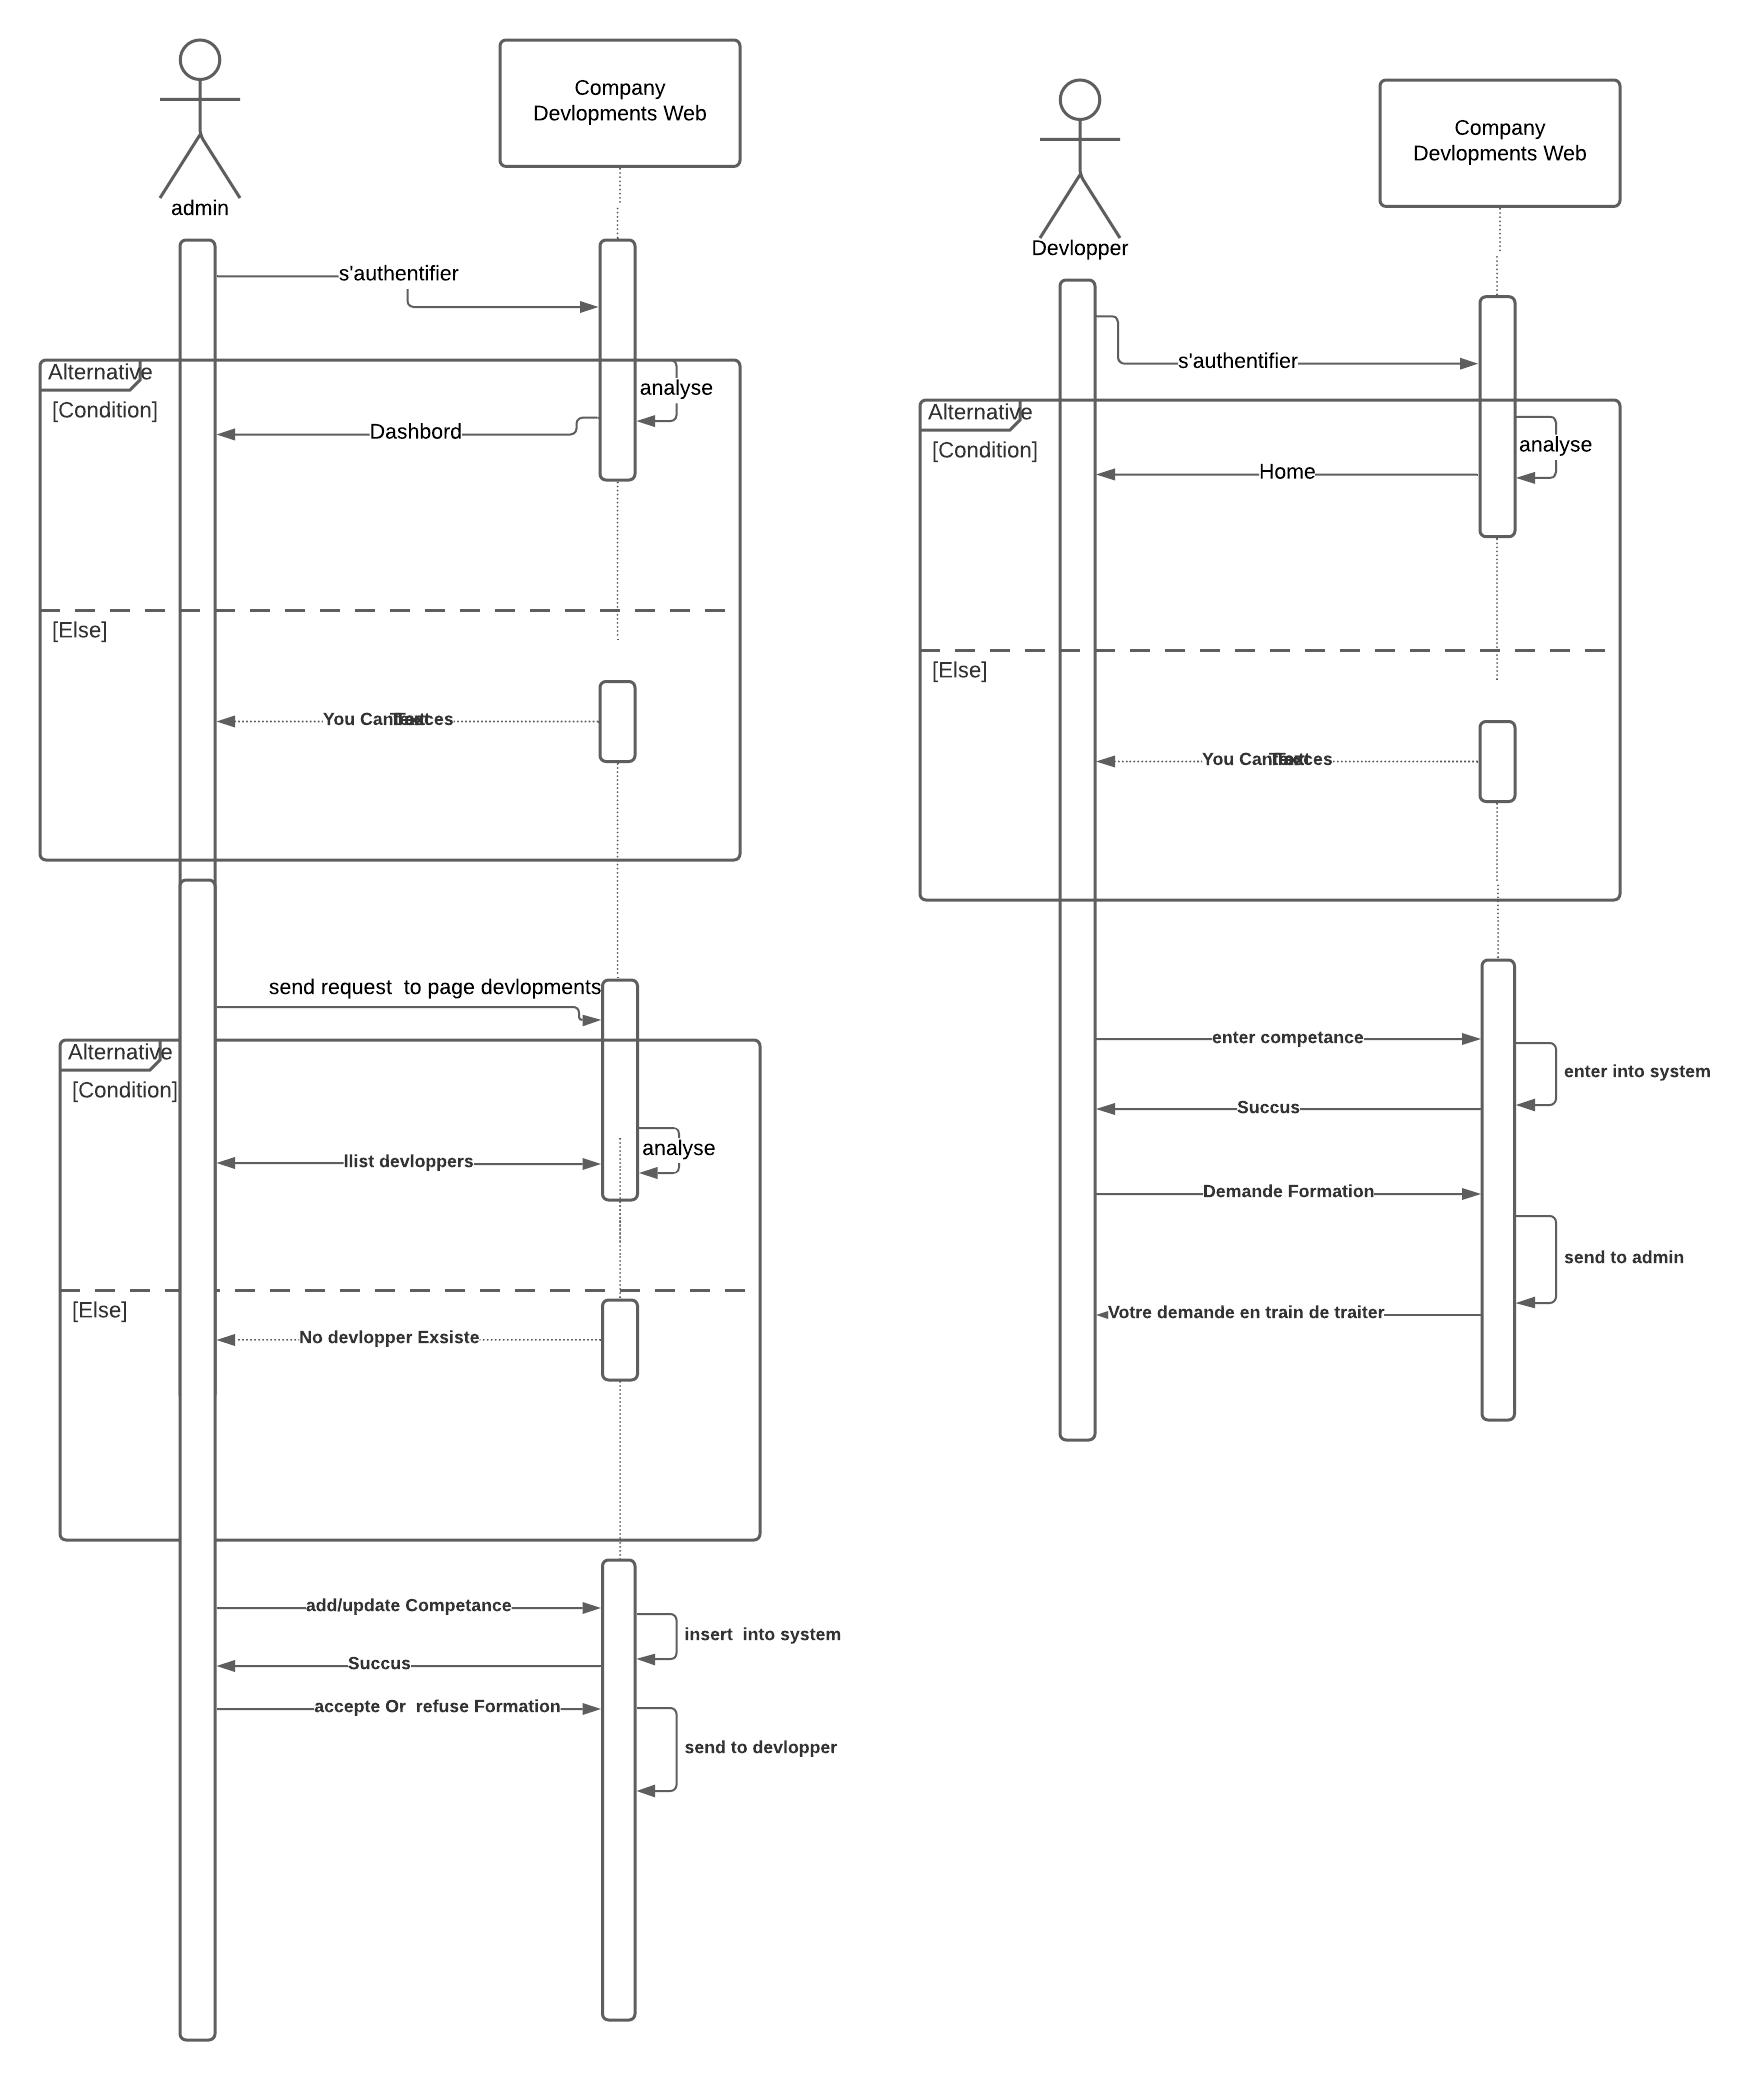 Company
Devlopments Web
admin
s'authentifier
Alternative
[Condition]
analyse
Dashbord
[Else]
You Can
send request  to page devlopments
Alternative
[Condition]
analyse
llist devloppers
[Else]
No devlopper Exsiste
add/update Competance
insert  into system
Succus
accepte Or  refuse Formation
send to devlopper
Company
Devlopments Web
Devlopper
s'authentifier
Alternative
[Condition]
analyse
Home
[Else]
You Can
enter competance
enter into system
Succus
Demande Formation
send to admin
Votre demande en train de traiter